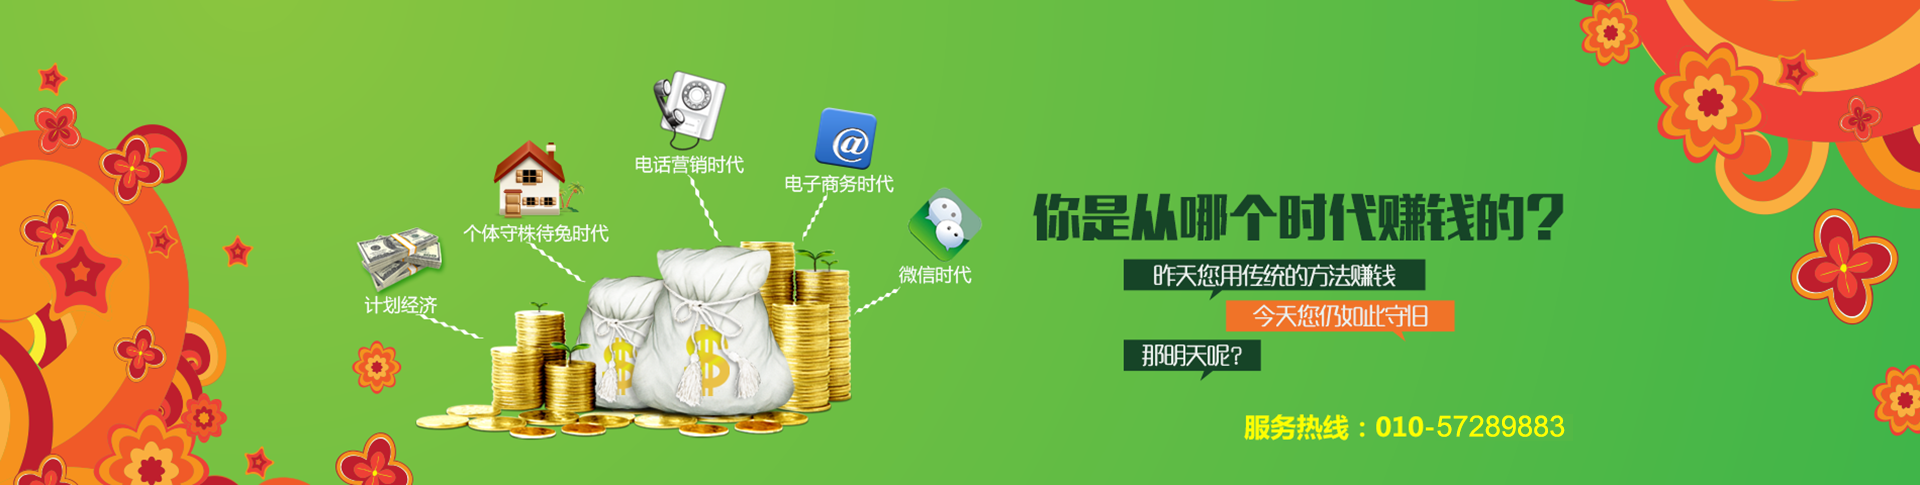 电话营销时代
电子商务时代
个体守株待兔时代
微信时代
计划经济
你是从哪个时代赚钱的?
昨天您用传统的方法赚钱
今天您仍如此守旧
那明天呢?
服务热线：010-57289883